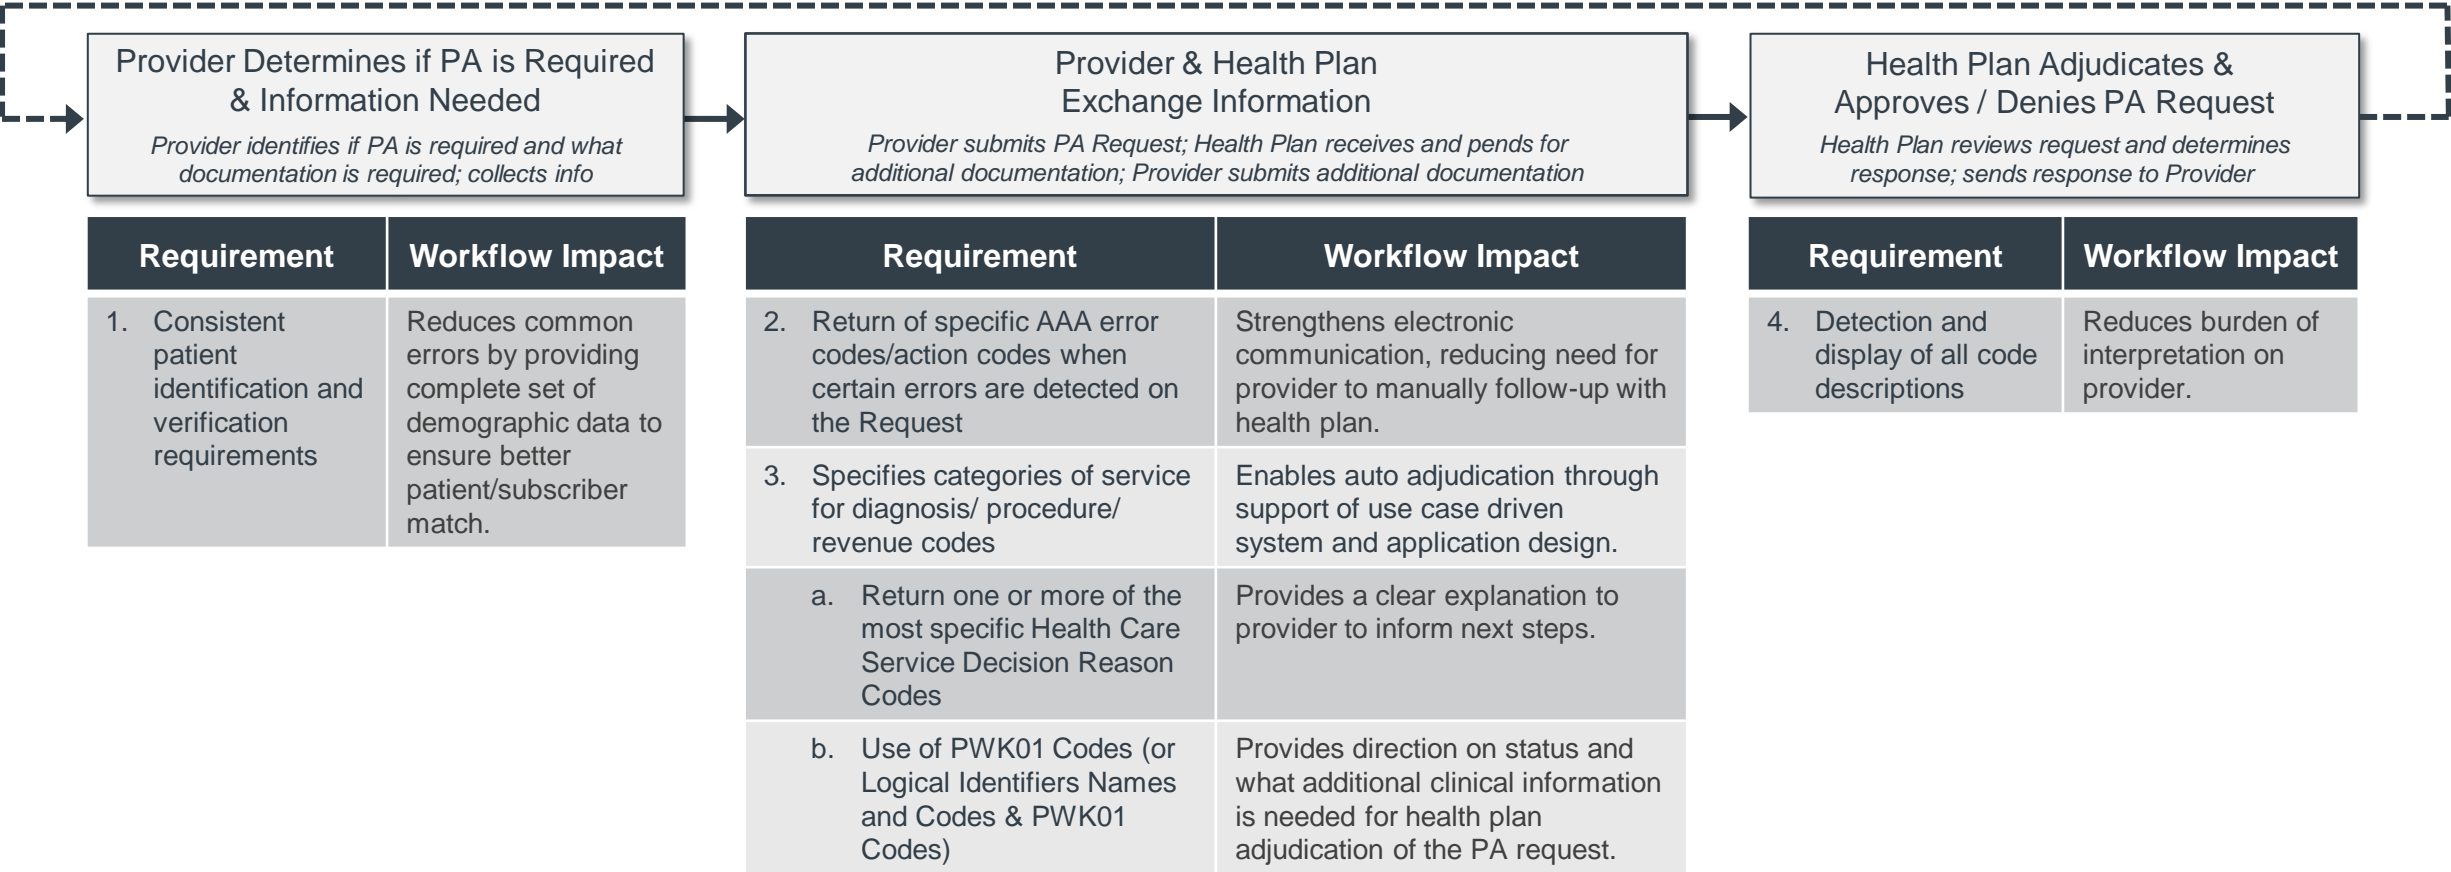 Provider Determines if PA is Required
& Information Needed
Provider identifies if PA is required and what
documentation is required; collects info
Requirement
Workflow Impact
1. Consistent
patient
identification and
verification
requirements
Reduces common
errors by providing
complete set of
demographic data to
ensure better
patient/subscriber
match.
Provider & Health Plan
Exchange Information
Provider submits PA Request; Health Plan receives and pends for
additional documentation; Provider submits additional documentation
Requirement
Workflow Impact
2. Return of specific AAA error
codes/action codes when
certain errors are detected on
the Request
Strengthens electronic
communication, reducing need for
provider to manually follow-up with
health plan.
3. Specifies categories of service
for diagnosis/ procedure/
revenue codes
Enables auto adjudication through
support of use case driven
system and application design.
a. Return one or more of the
most specific Health Care
Service Decision Reason
Codes
Provides a clear explanation to
provider to inform next steps.
b. Use of PWK01 Codes (or
Logical Identifiers Names
and Codes & PWK01
Codes)
Provides direction on status and
what additional clinical information
is needed for health plan
adjudication of the PA request.
Health Plan Adjudicates &
Approves / Denies PA Request
Health Plan reviews request and determines
response; sends response to Provider
Requirement
Workflow Impact
4. Detection and
display of all code
descriptions
Reduces burden of
interpretation on
provider.